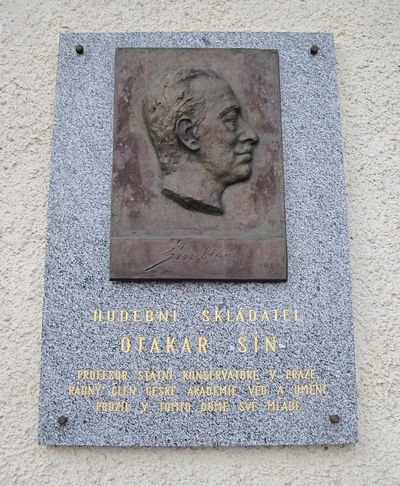 HUDEBNÍ SKLADATEL
OTAKAR ŠÍN
PROFESOR STÁTNÍ KONSERVATOŘE V PRAZE,
ŘÁDNÝ ČLEN ČESKÉ AKADEMIE VĚD A UMĚNÍ,
PROŽIL V TOMTO DOMĚ SVÉ MLÁDÍ